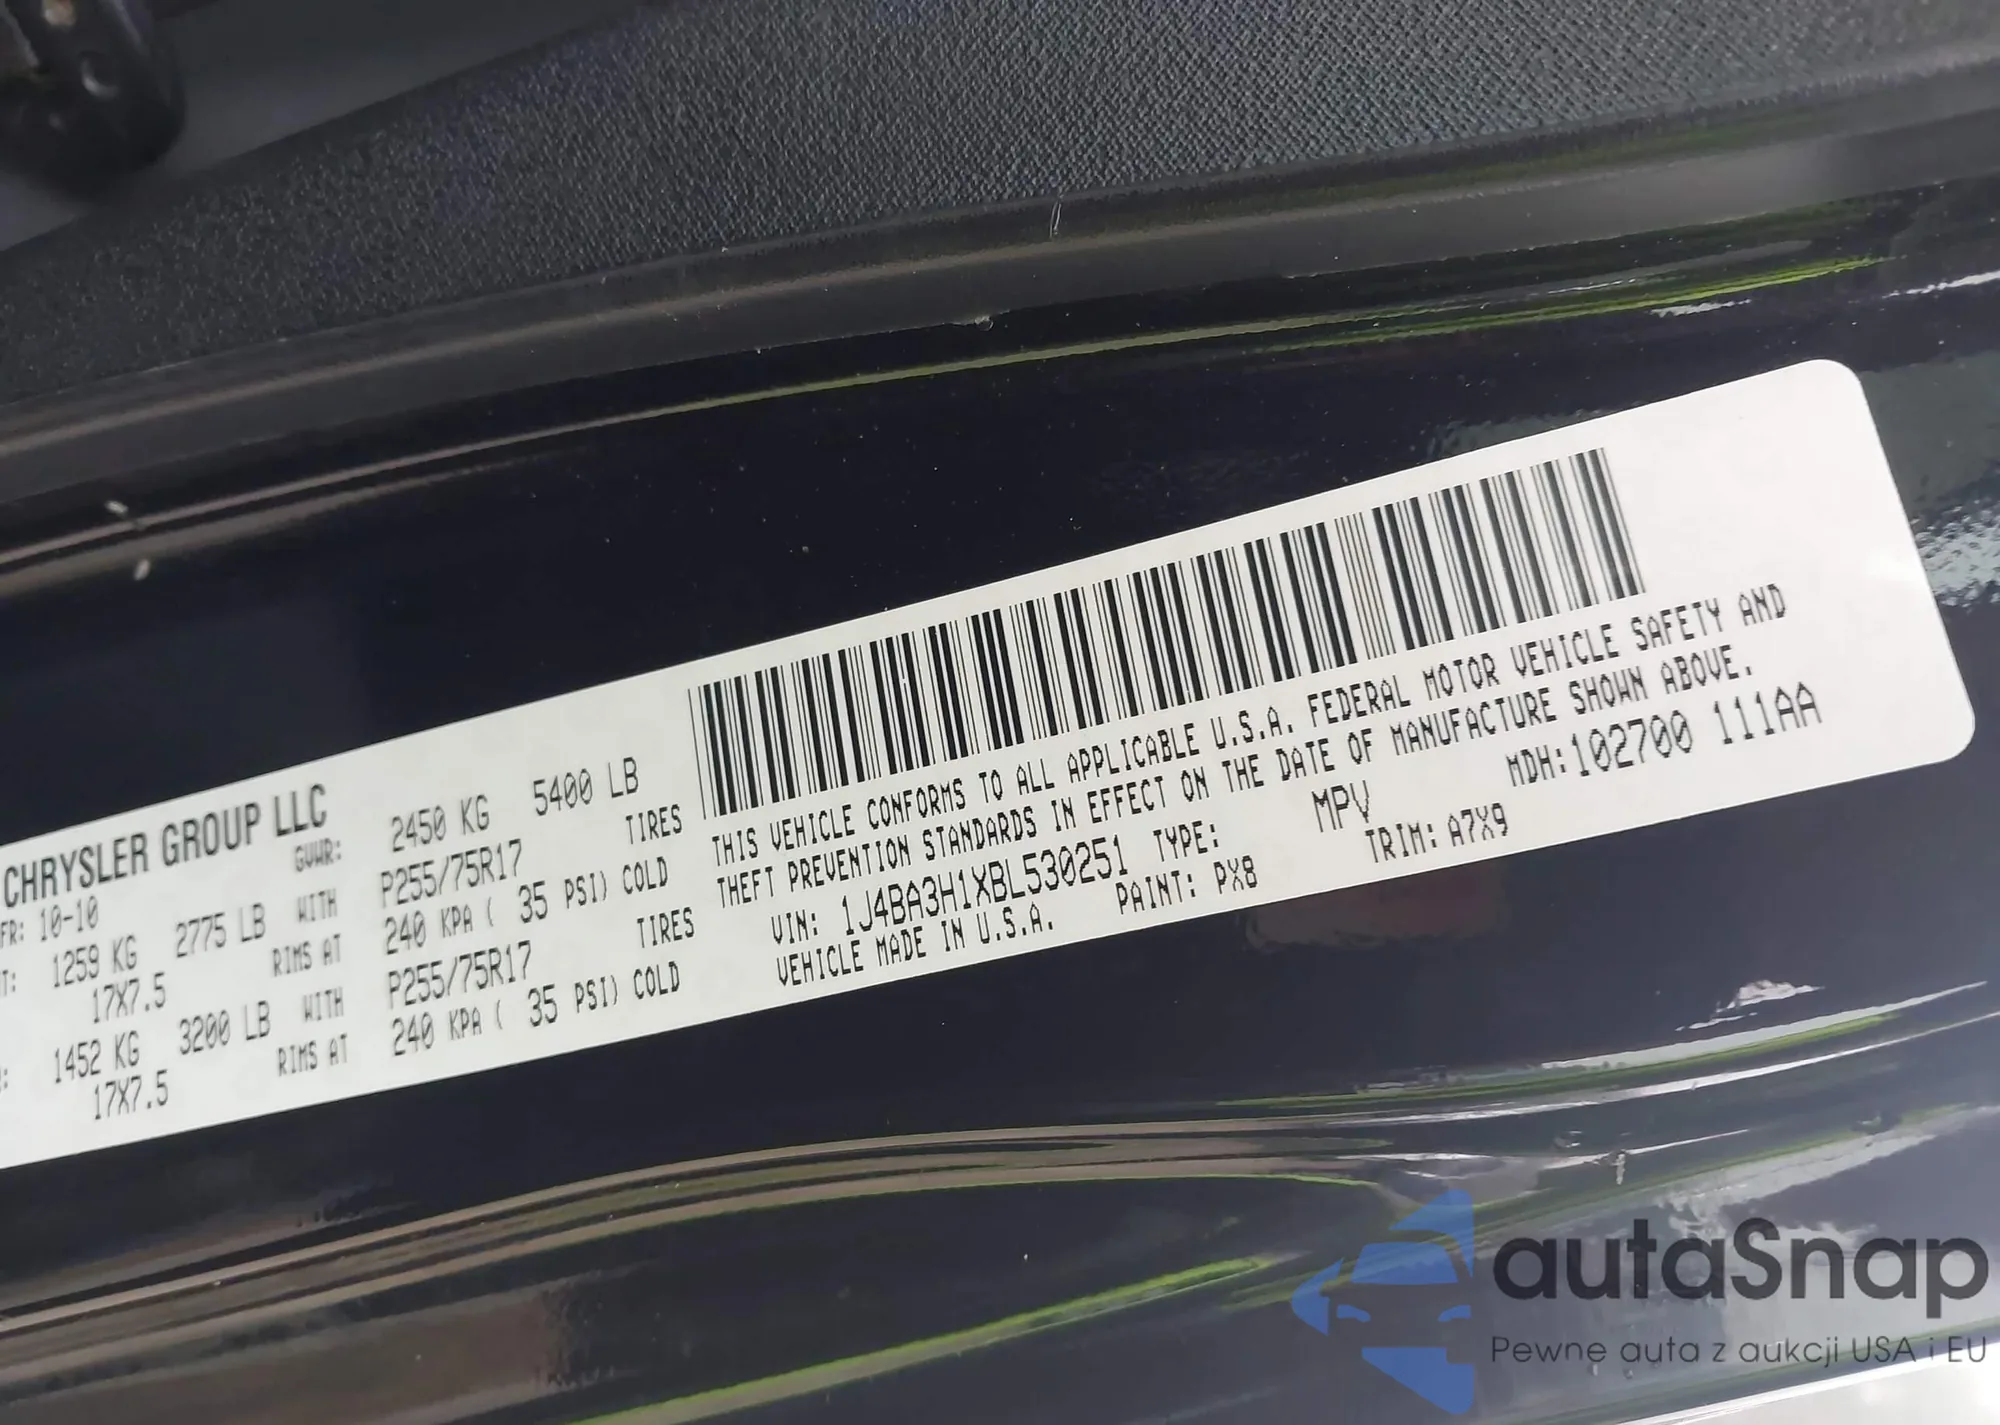 CHRYSLER GROUP LLC
FR: 10-10
GVWR: 2450 KG 5400 LB
T: 1259 KG 2775 LB WITH P255/75R17 TIRES
17X7.5 RIMS AT 240 KPA ( 35 PSI) COLD
: 1452 KG 3200 LB WITH P255/75R17 TIRES
17X7.5 RIMS AT 240 KPA ( 35 PSI) COLD
THIS VEHICLE CONFORMS TO ALL APPLICABLE U.S.A. FEDERAL MOTOR VEHICLE SAFETY AND
THEFT PREVENTION STANDARDS IN EFFECT ON THE DATE OF MANUFACTURE SHOWN ABOVE.
VIN: 1J4BA3H1XBL530251 TYPE: MPV MDH:102700 111AA
VEHICLE MADE IN U.S.A. PAINT: PX8 TRIM: A7X9
autaSnap
Pewne auta z aukcji USA i EU